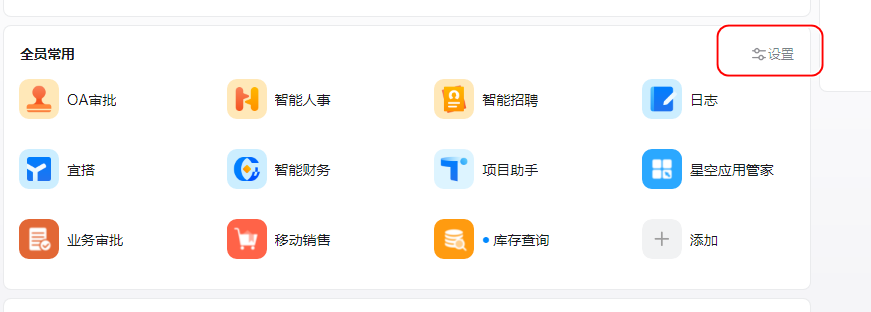 全员常用
设置
OA审批
智能人事
智能招聘
日志
宜搭
智能财务
项目助手
星空应用管家
业务审批
移动销售
库存查询
添加